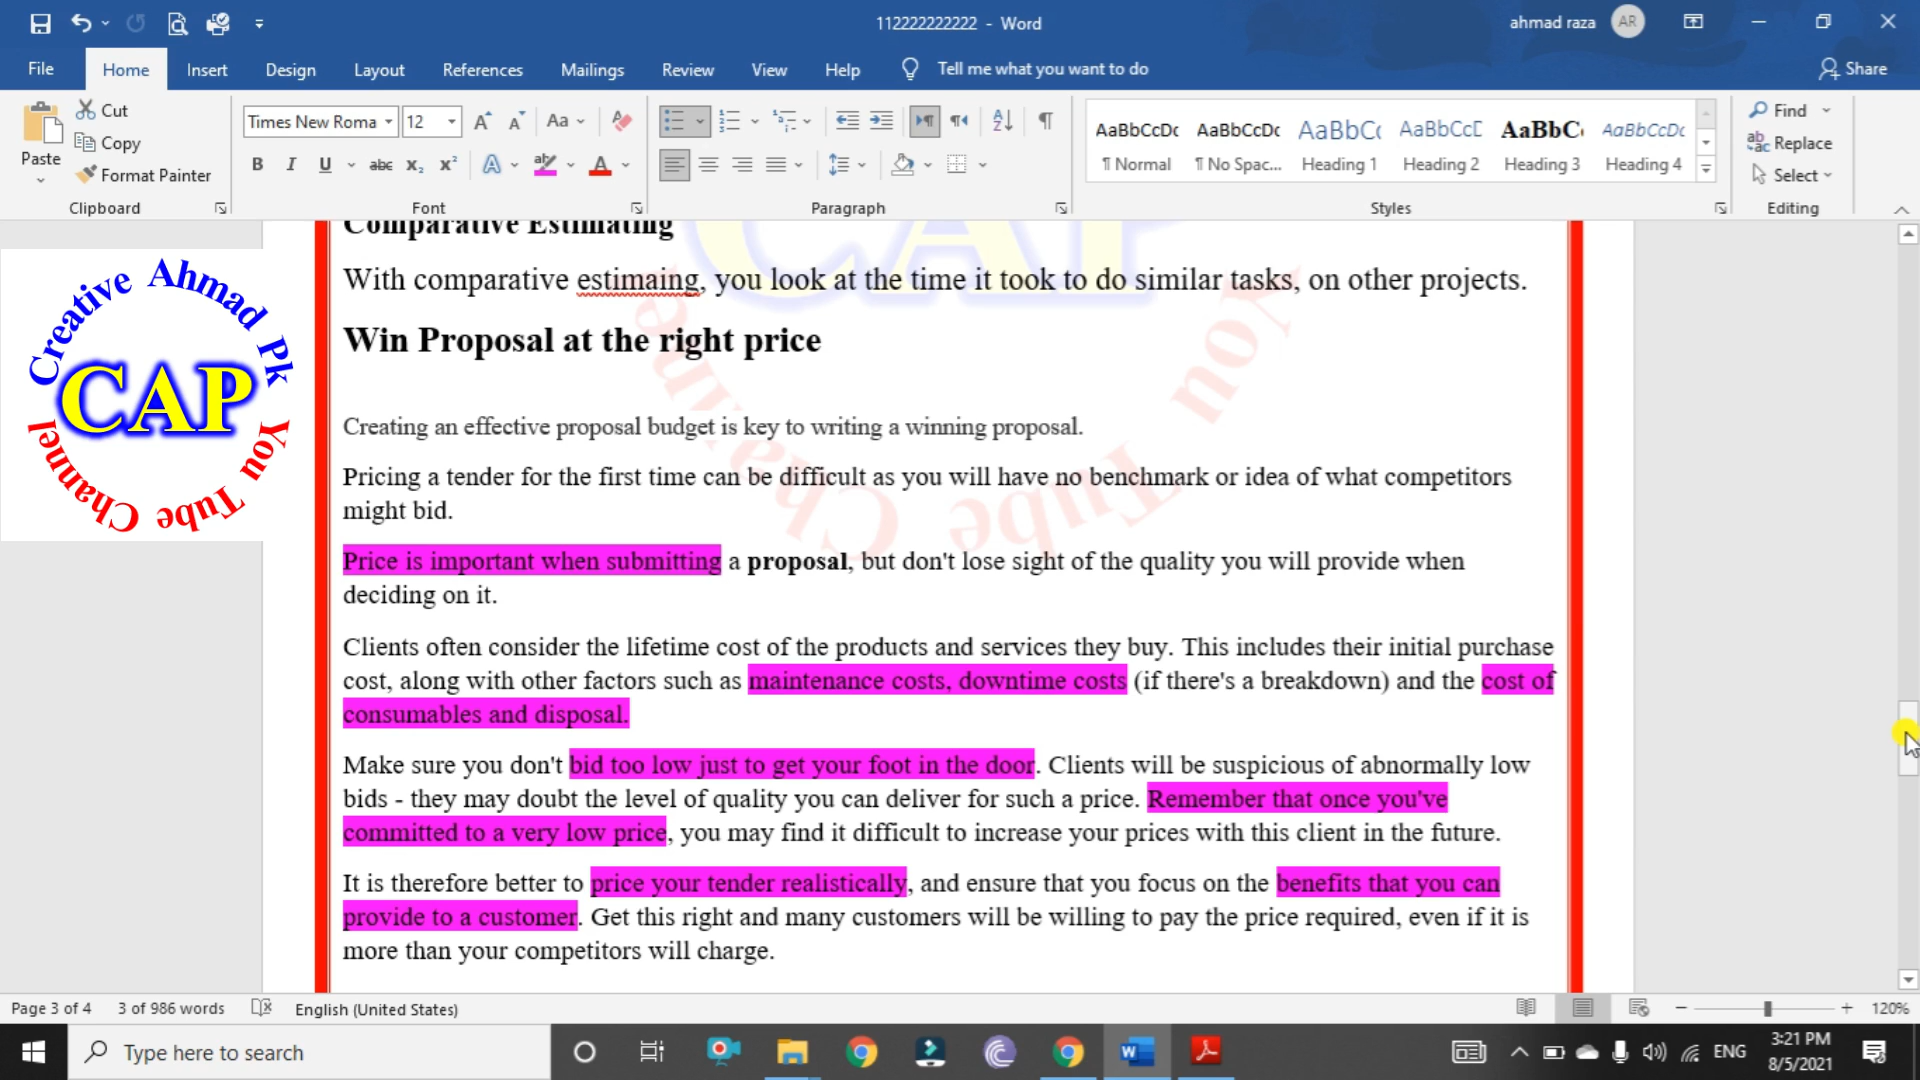 112222222222 - Word
ahmad raza AR
File Home Insert Design Layout References Mailings Review View Help Tell me what you want to do Share
Paste Cut Copy Format Painter Clipboard
Times New Roma 12 Aa
B I U abc x₂ x² A ab A
Font
Paragraph
AaBbCcDc AaBbCcDc AaBbC( AaBbCcD AaBbC( AaBbCcDc
¶ Normal ¶ No Spac... Heading 1 Heading 2 Heading 3 Heading 4
Styles
Find
Replace
Select
Editing
Creative Ahmad Pk
CAP
You Tube Channel
Comparative Estimating
With comparative estimaing, you look at the time it took to do similar tasks, on other projects.
Win Proposal at the right price
Creating an effective proposal budget is key to writing a winning proposal.
Pricing a tender for the first time can be difficult as you will have no benchmark or idea of what competitors
might bid.
Price is important when submitting a proposal, but don't lose sight of the quality you will provide when
deciding on it.
Clients often consider the lifetime cost of the products and services they buy. This includes their initial purchase
cost, along with other factors such as maintenance costs, downtime costs (if there's a breakdown) and the cost of
consumables and disposal.
Make sure you don't bid too low just to get your foot in the door. Clients will be suspicious of abnormally low
bids - they may doubt the level of quality you can deliver for such a price. Remember that once you've
committed to a very low price, you may find it difficult to increase your prices with this client in the future.
It is therefore better to price your tender realistically, and ensure that you focus on the benefits that you can
provide to a customer. Get this right and many customers will be willing to pay the price required, even if it is
more than your competitors will charge.
You Tube Channel
Page 3 of 4 3 of 986 words English (United States) 120%
Type here to search
ENG
3:21 PM
8/5/2021